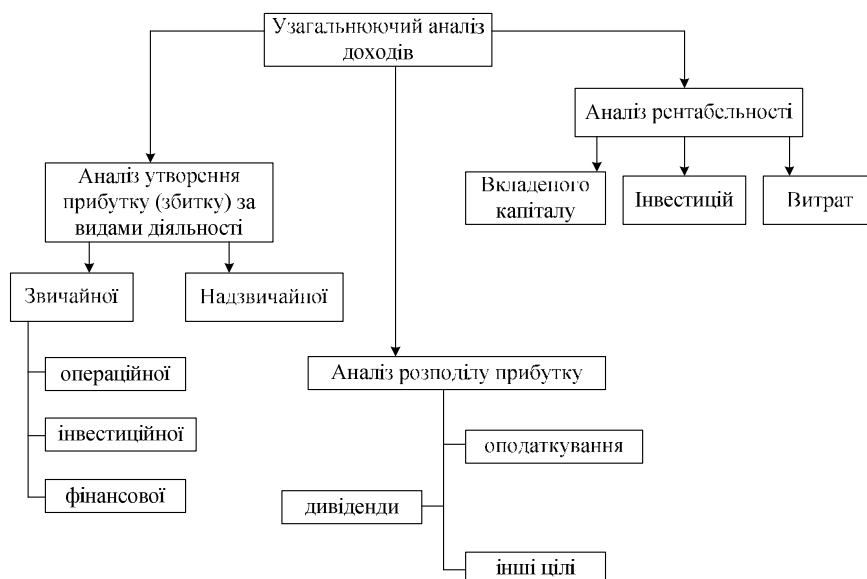 Узагальнюючий аналіз
доходів
Аналіз рентабельності
Аналіз утворення
прибутку (збитку) за
видами діяльності
Вкладеного
капіталу
Інвестицій
Витрат
Звичайної
Надзвичайної
операційної
інвестиційної
фінансової
Аналіз розподілу прибутку
оподаткування
дивіденди
інші цілі